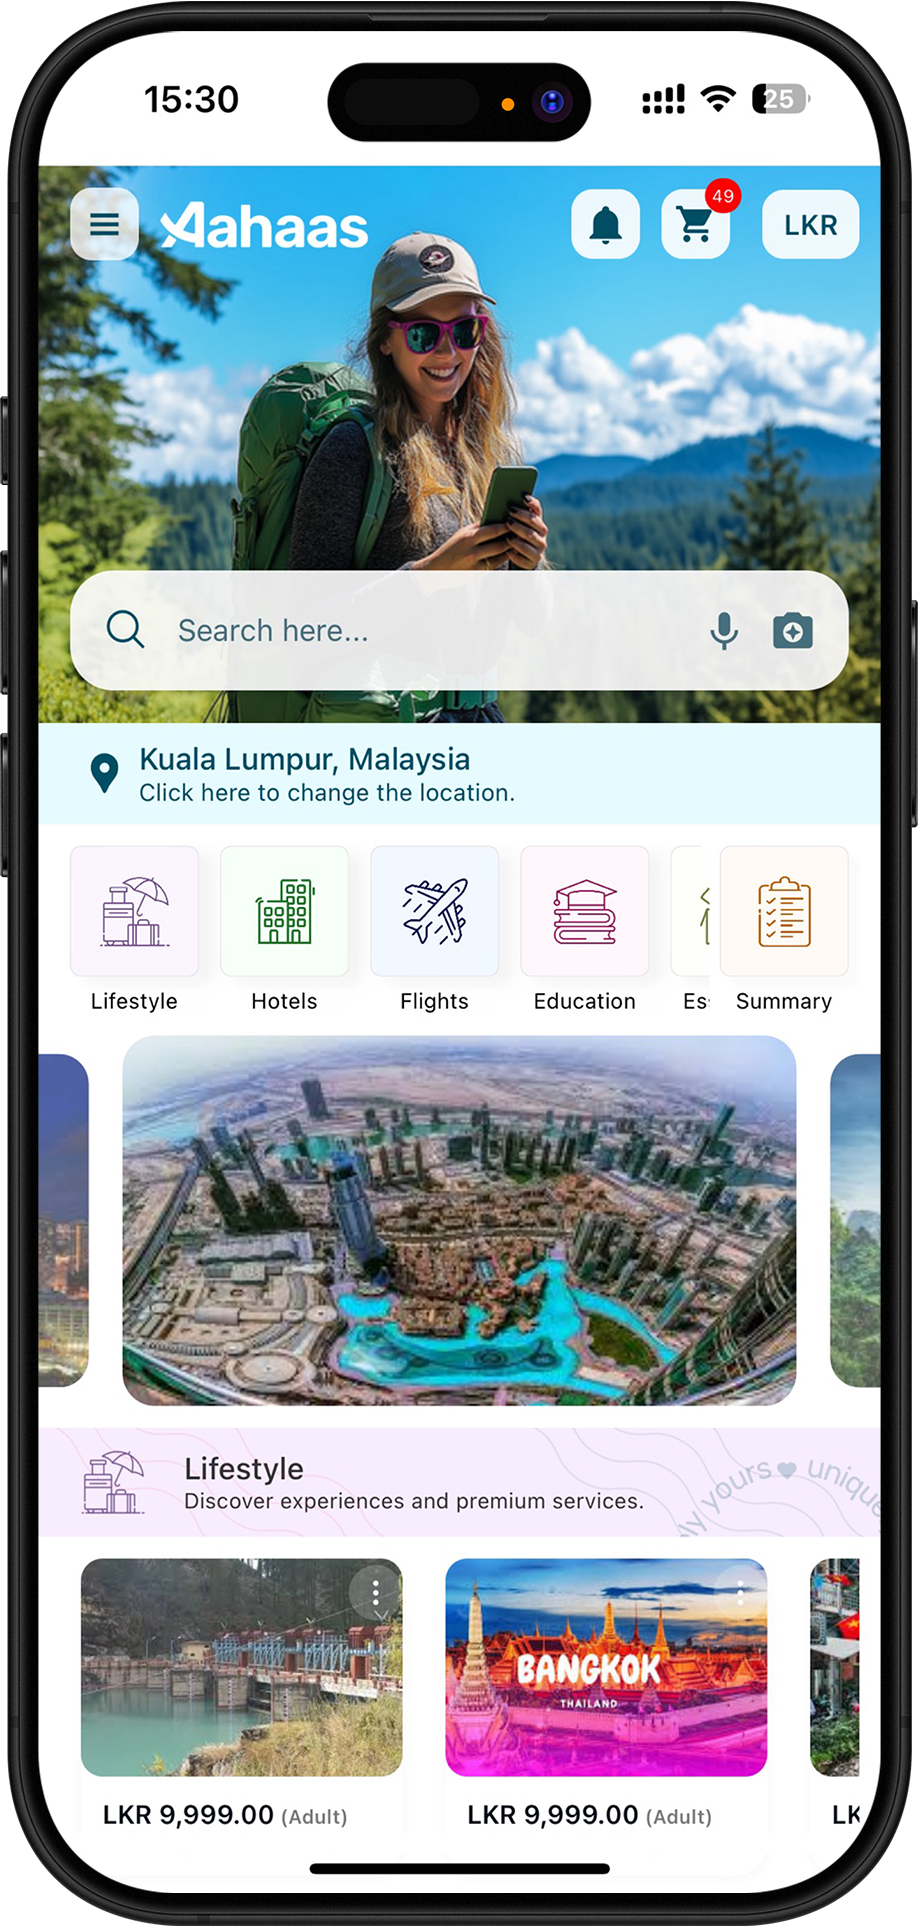 15:30
25
Aahaas
49
LKR
Search here...
Kuala Lumpur, Malaysia
Click here to change the location.
Lifestyle
Hotels
Flights
Education
Summary
Lifestyle
Discover experiences and premium services.
yours unique
BANGKOK
THAILAND
LKR 9,999.00 (Adult)
LKR 9,999.00 (Adult)